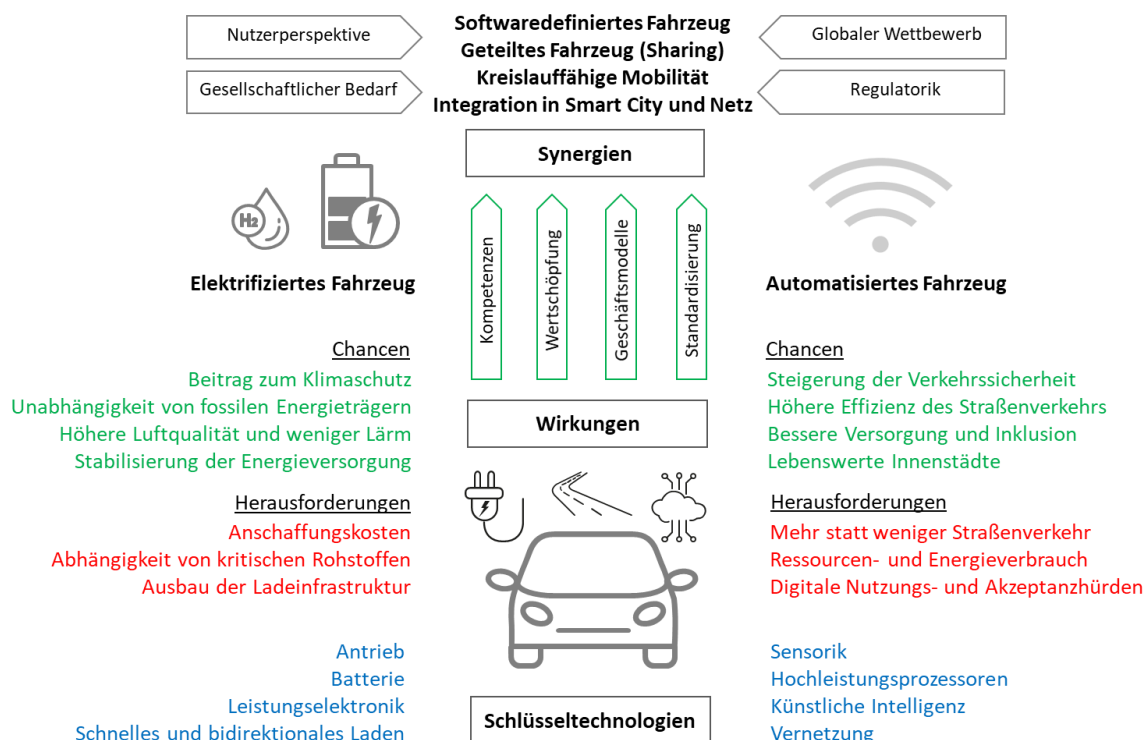 Nutzerperspektive
Gesellschaftlicher Bedarf
Softwaredefiniertes Fahrzeug
Geteiltes Fahrzeug (Sharing)
Kreislauffähige Mobilität
Integration in Smart City und Netz
Globaler Wettbewerb
Regulatorik
Synergien
H2
Elektrifiziertes Fahrzeug
Kompetenzen
Wertschöpfung
Geschäftsmodelle
Standardisierung
Automatisiertes Fahrzeug
Chancen
Beitrag zum Klimaschutz
Unabhängigkeit von fossilen Energieträgern
Höhere Luftqualität und weniger Lärm
Stabilisierung der Energieversorgung
Chancen
Steigerung der Verkehrssicherheit
Höhere Effizienz des Straßenverkehrs
Bessere Versorgung und Inklusion
Lebenswerte Innenstädte
Wirkungen
Herausforderungen
Anschaffungskosten
Abhängigkeit von kritischen Rohstoffen
Ausbau der Ladeinfrastruktur
Herausforderungen
Mehr statt weniger Straßenverkehr
Ressourcen- und Energieverbrauch
Digitale Nutzungs- und Akzeptanzhürden
Antrieb
Batterie
Leistungselektronik
Schnelles und bidirektionales Laden
Schlüsseltechnologien
Sensorik
Hochleistungsprozessoren
Künstliche Intelligenz
Vernetzung